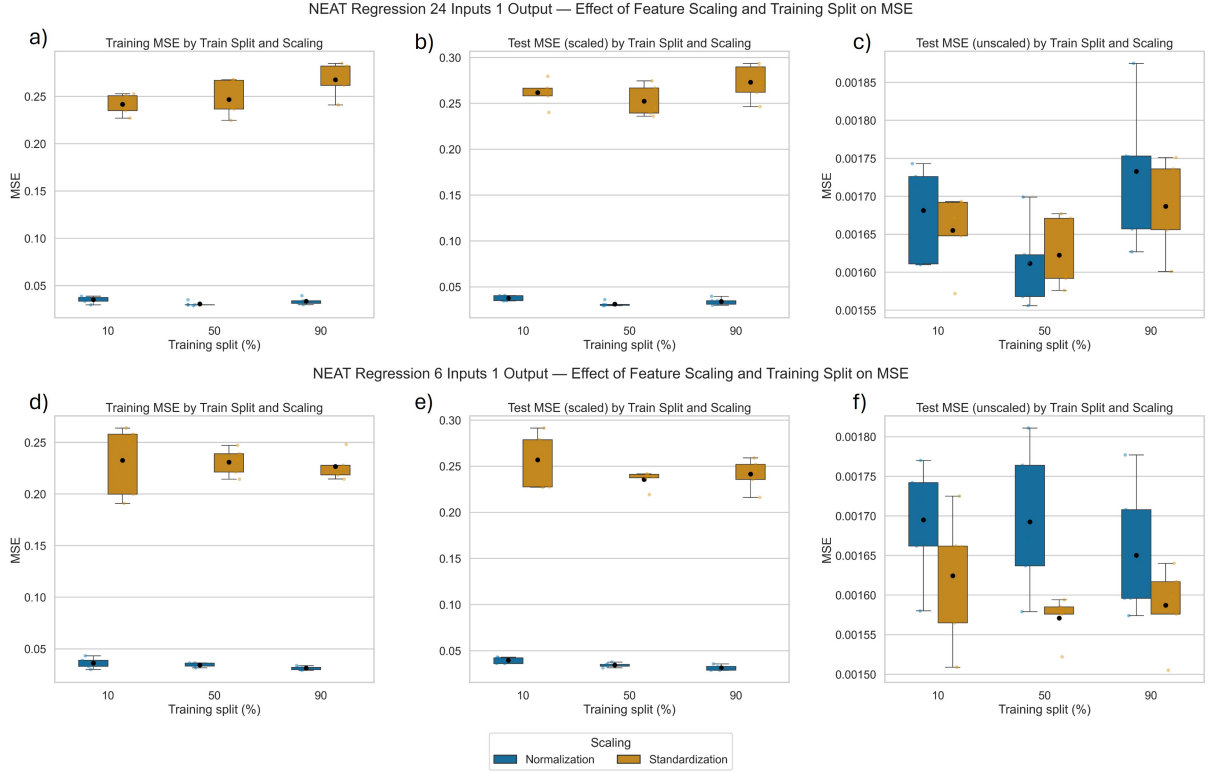 NEAT Regression 24 Inputs 1 Output — Effect of Feature Scaling and Training Split on MSE
a)
Training MSE by Train Split and Scaling
MSE
0.25
0.20
0.15
0.10
0.05
10
50
90
Training split (%)
b)
Test MSE (scaled) by Train Split and Scaling
0.30
0.25
0.20
0.15
0.10
0.05
10
50
90
Training split (%)
c)
Test MSE (unscaled) by Train Split and Scaling
MSE
0.00185
0.00180
0.00175
0.00170
0.00165
0.00160
0.00155
10
50
90
Training split (%)
NEAT Regression 6 Inputs 1 Output — Effect of Feature Scaling and Training Split on MSE
d)
Training MSE by Train Split and Scaling
MSE
0.25
0.20
0.15
0.10
0.05
10
50
90
Training split (%)
e)
Test MSE (scaled) by Train Split and Scaling
0.30
0.25
0.20
0.15
0.10
0.05
10
50
90
Training split (%)
f)
Test MSE (unscaled) by Train Split and Scaling
MSE
0.00180
0.00175
0.00170
0.00165
0.00160
0.00155
0.00150
10
50
90
Training split (%)
Scaling
Normalization
Standardization